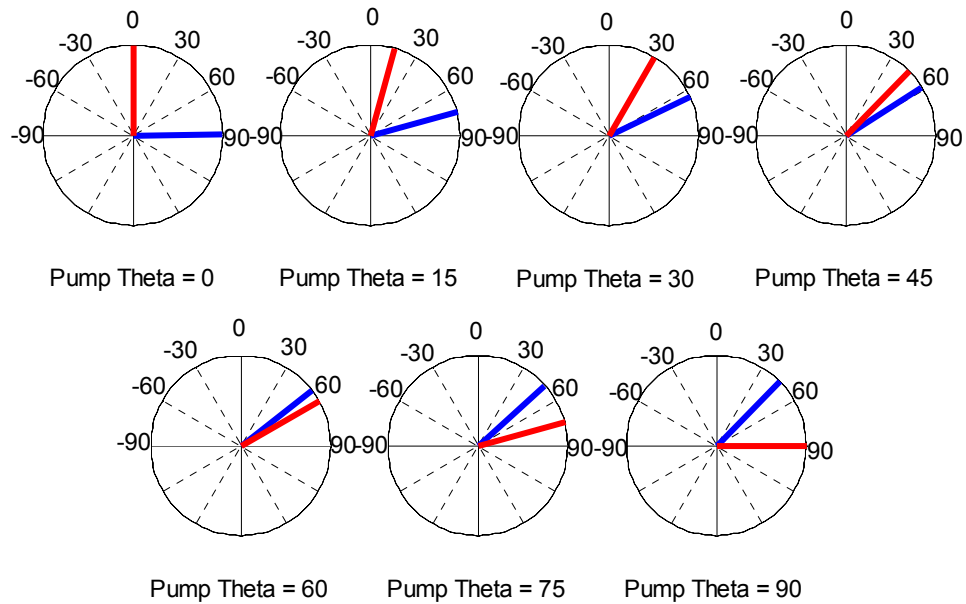 0 0 0 0
-30 30 -30 30 -30 30 -30 30
-60 60 -60 60 -60 60 -60 60
-90 90 -90 90 -90 90 -90 90
Pump Theta = 0 Pump Theta = 15 Pump Theta = 30 Pump Theta = 45
0 0 0
-30 30 -30 30 -30 30
-60 60 -60 60 -60 60
-90 90 -90 90 -90 90
Pump Theta = 60 Pump Theta = 75 Pump Theta = 90